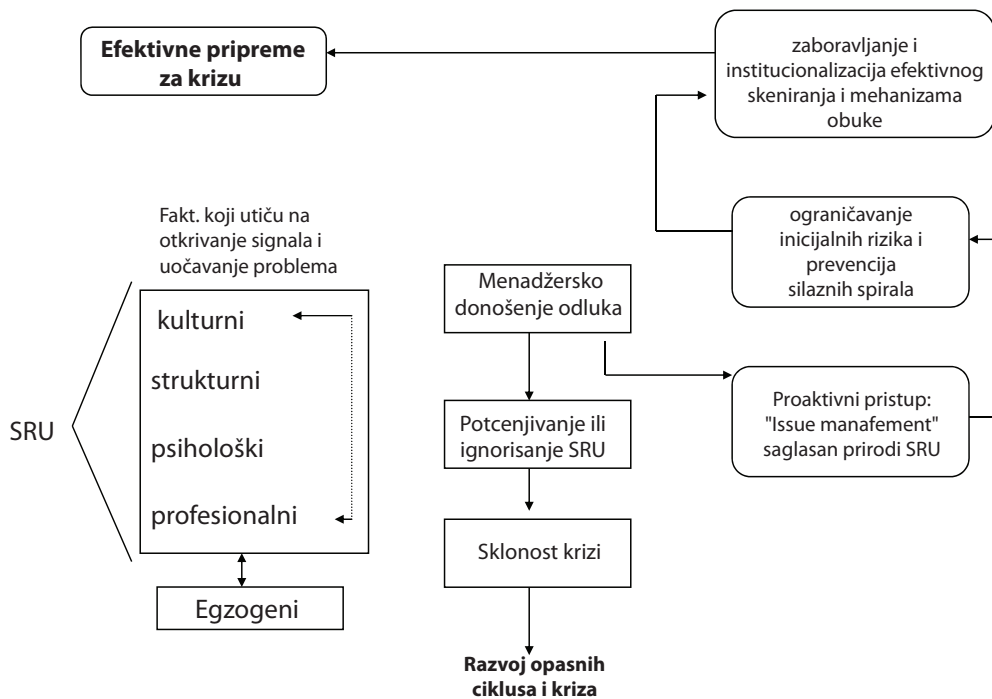 Efektivne pripreme
za krizu
zaboravljanje i
institucionalizacija efektivnog
skeniranja i mehanizama
obuke
Fakt. koji utiču na
otkrivanje signala i
uočavanje problema
ograničavanje
inicijalnih rizika i
prevencija
silaznih spirala
Menadžersko
donošenje odluka
kulturni
strukturni
psihološki
profesionalni
SRU
Potcenjivanje ili
ignorisanje SRU
Proaktivni pristup:
"Issue manafement"
saglasan prirodi SRU
Sklonost krizi
Egzogeni
Razvoj opasnih
ciklusa i kriza